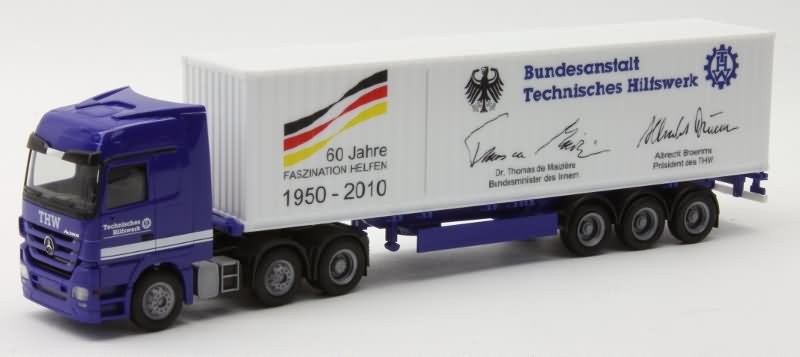 THW
Technisches
Hilfswerk
60 Jahre
FASZINATION HELFEN
1950 - 2010
Bundesanstalt
Technisches Hilfswerk
THW
Dr. Thomas de Maizière
Bundesminister des Innern
Albrecht Broemme
Präsident des THW